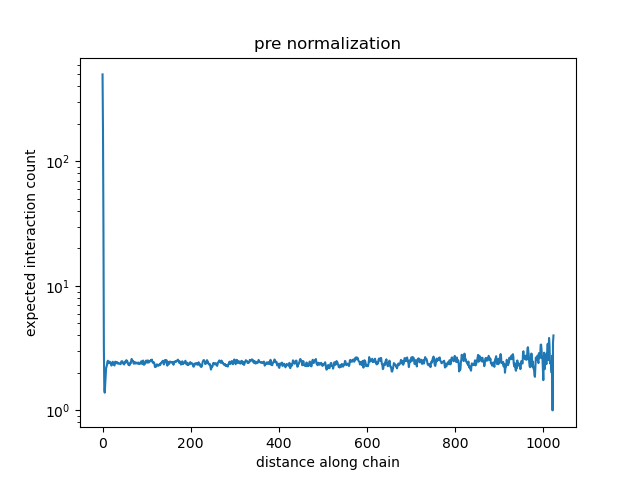 pre normalization
expected interaction count
10²
10¹
10⁰
0 200 400 600 800 1000
distance along chain